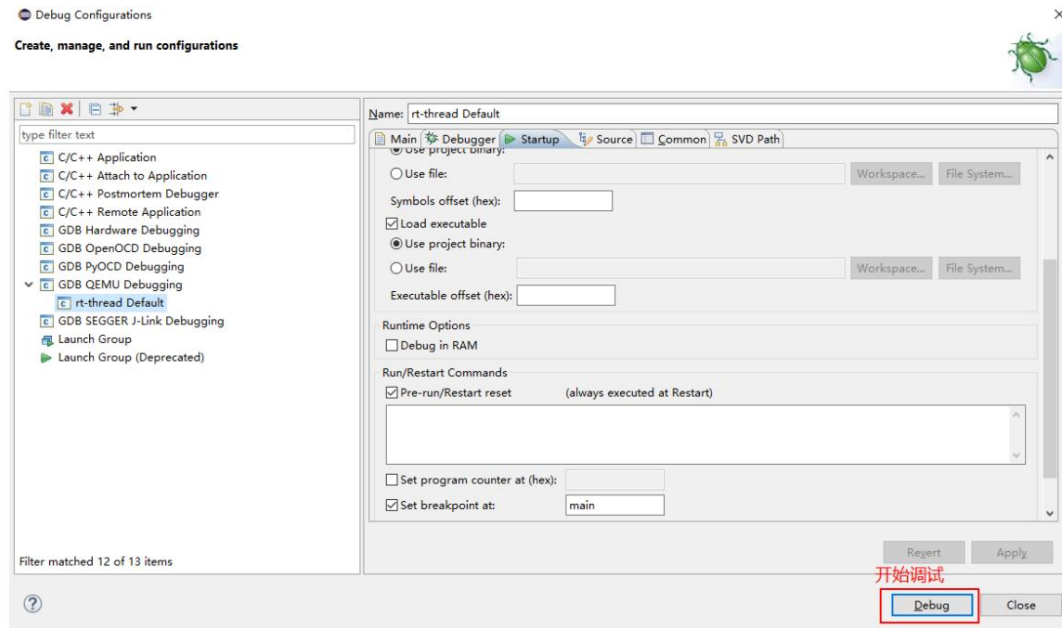 Debug Configurations
Create, manage, and run configurations
type filter text
C/C++ Application
C/C++ Attach to Application
C/C++ Postmortem Debugger
C/C++ Remote Application
GDB Hardware Debugging
GDB OpenOCD Debugging
GDB PyOCD Debugging
GDB QEMU Debugging
rt-thread Default
GDB SEGGER J-Link Debugging
Launch Group
Launch Group (Deprecated)
Filter matched 12 of 13 items
Name: rt-thread Default
Main Debugger Startup Source Common SVD Path
Use project binary:
Use file: Workspace... File System...
Symbols offset (hex):
Load executable
Use project binary:
Use file: Workspace... File System...
Executable offset (hex):
Runtime Options
Debug in RAM
Run/Restart Commands
Pre-run/Restart reset (always executed at Restart)
Set program counter at (hex):
Set breakpoint at: main
Revert Apply
开始调试
Debug Close